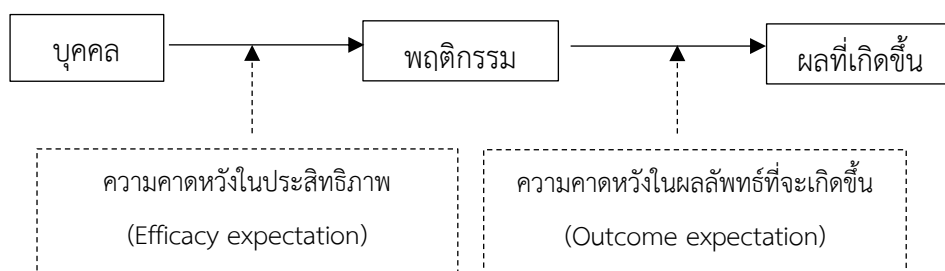 บุคคล
พฤติกรรม
ผลที่เกิดขึ้น
ความคาดหวังในประสิทธิภาพ
(Efficacy expectation)
ความคาดหวังในผลลัพทธ์ที่จะเกิดขึ้น
(Outcome expectation)